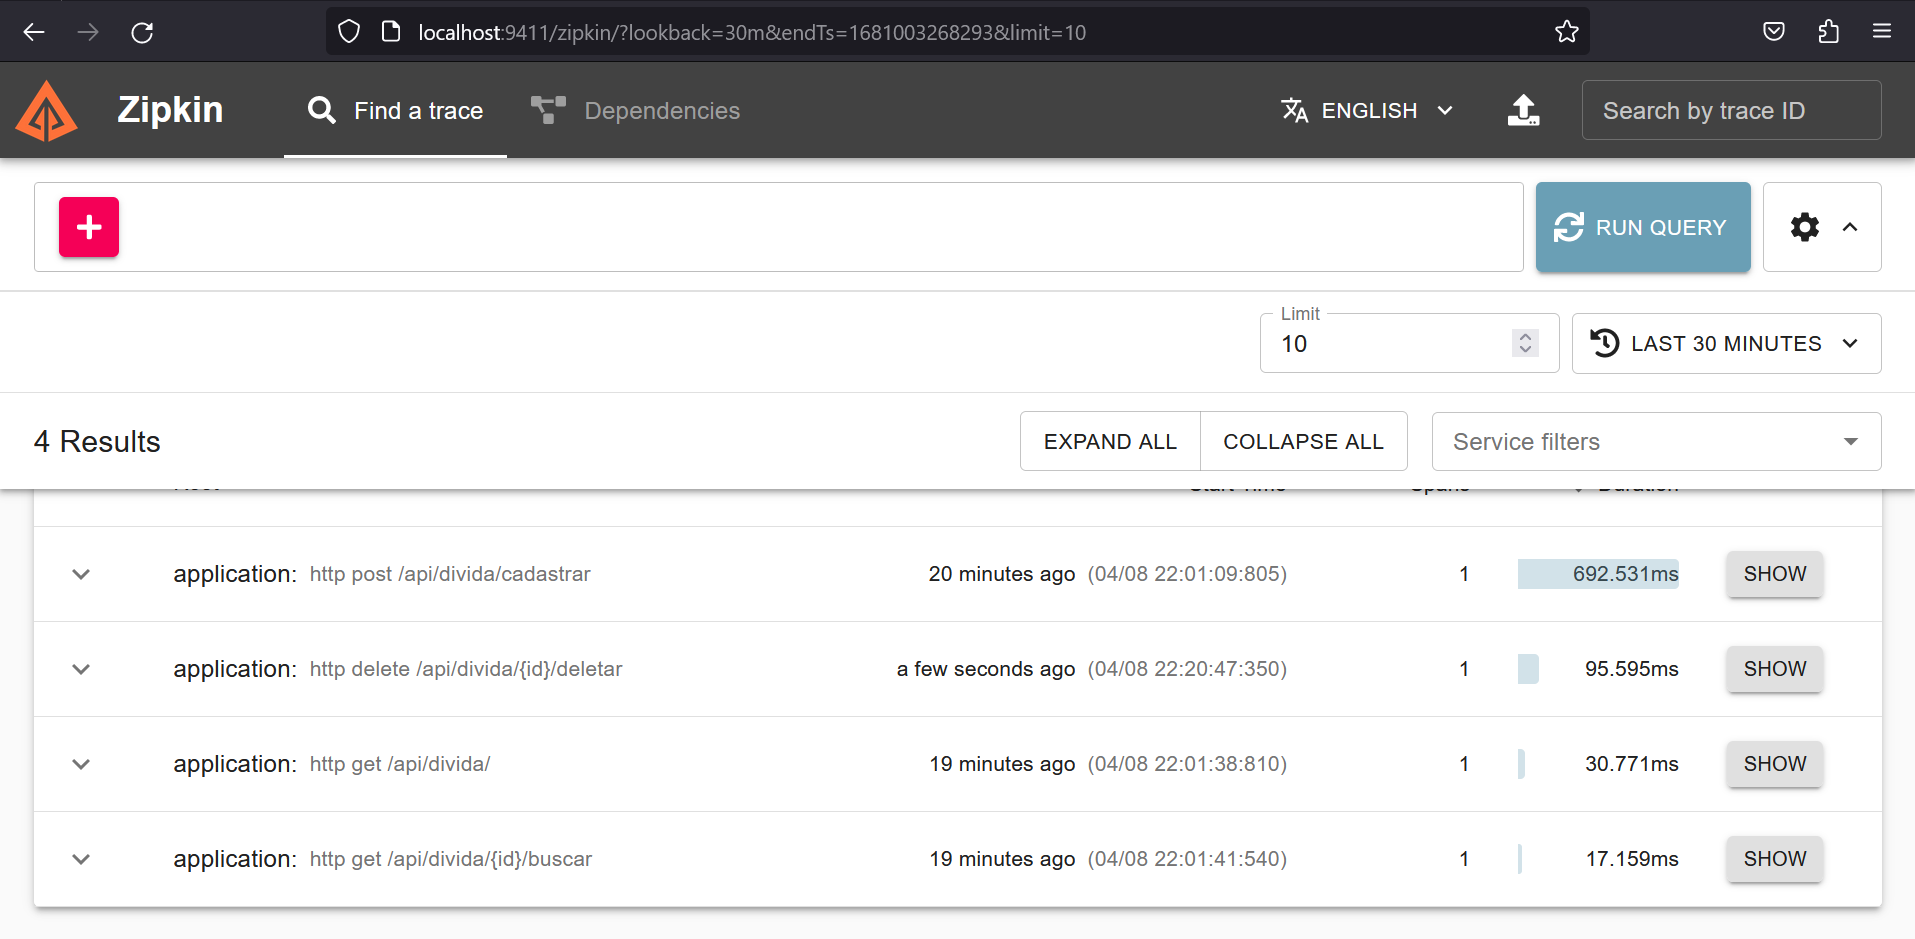 localhost:9411/zipkin/?lookback=30m&endTs=1681003268293&limit=10
Zipkin Find a trace Dependencies ENGLISH Search by trace ID
RUN QUERY
Limit
10 LAST 30 MINUTES
4 Results EXPAND ALL COLLAPSE ALL Service filters
Start Time Spans Duration
application: http post /api/divida/cadastrar 20 minutes ago (04/08 22:01:09:805) 1 692.531ms SHOW
application: http delete /api/divida/{id}/deletar a few seconds ago (04/08 22:20:47:350) 1 95.595ms SHOW
application: http get /api/divida/ 19 minutes ago (04/08 22:01:38:810) 1 30.771ms SHOW
application: http get /api/divida/{id}/buscar 19 minutes ago (04/08 22:01:41:540) 1 17.159ms SHOW